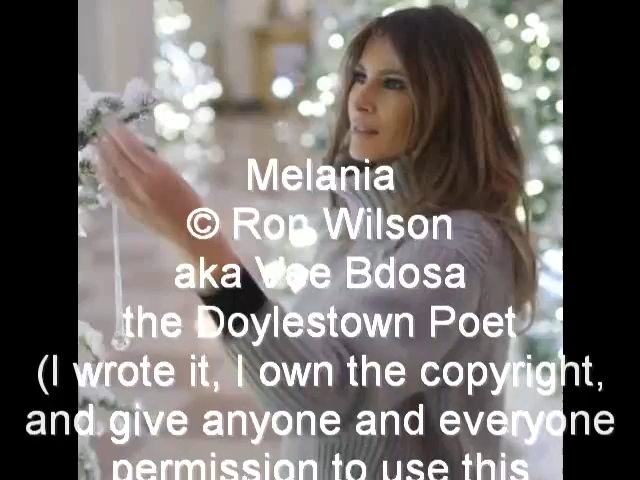 Melania
© Ron Wilson
aka Vee Bdosa
the Doylestown Poet
(I wrote it, I own the copyright,
and give anyone and everyone
permission to use this